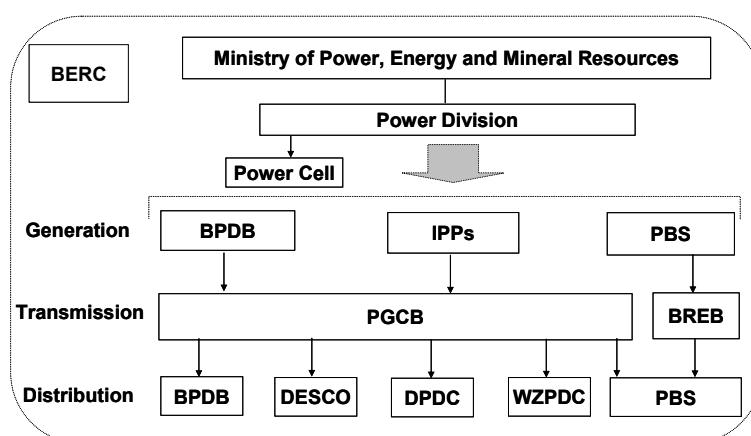 Ministry of Power, Energy and Mineral Resources
BERC
Power Division
Power Cell
Generation BPDB IPPs PBS
Transmission PGCB BREB
Distribution BPDB DESCO DPDC WZPDC PBS